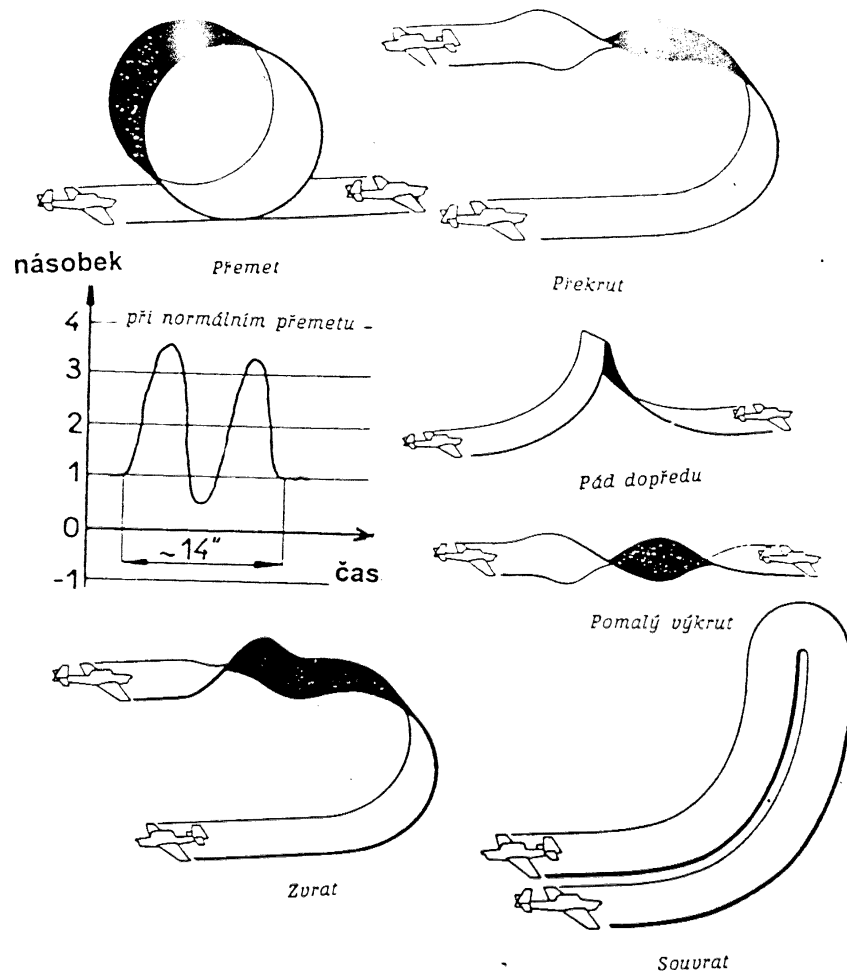 Přemet
Překrut
násobek
při normálním přemetu
4
3
2
1
0
-1
~14"
čas
Pád dopředu
Pomalý výkrut
Zvrat
Souvrat